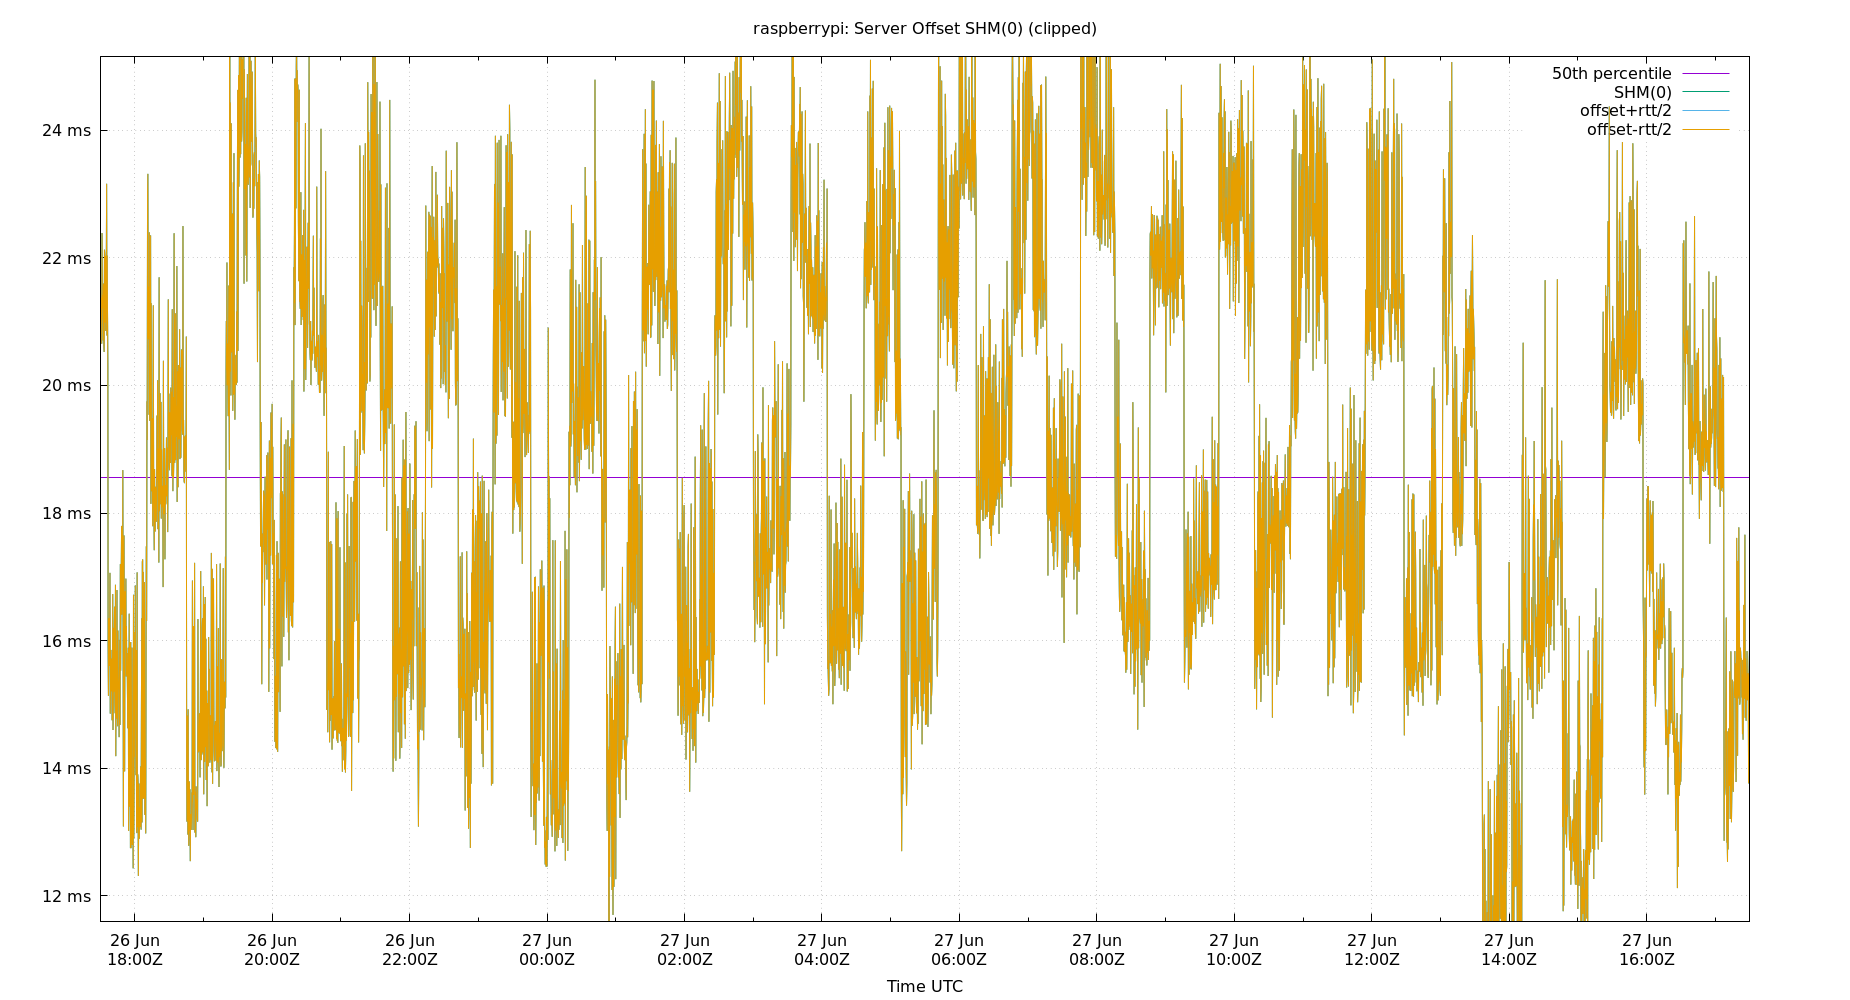 raspberrypi: Server Offset SHM(0) (clipped)
50th percentile
SHM(0)
offset+rtt/2
offset-rtt/2
24 ms
22 ms
20 ms
18 ms
16 ms
14 ms
12 ms
26 Jun 26 Jun 26 Jun 27 Jun 27 Jun 27 Jun 27 Jun 27 Jun 27 Jun 27 Jun 27 Jun 27 Jun
18:00Z 20:00Z 22:00Z 00:00Z 02:00Z 04:00Z 06:00Z 08:00Z 10:00Z 12:00Z 14:00Z 16:00Z
Time UTC